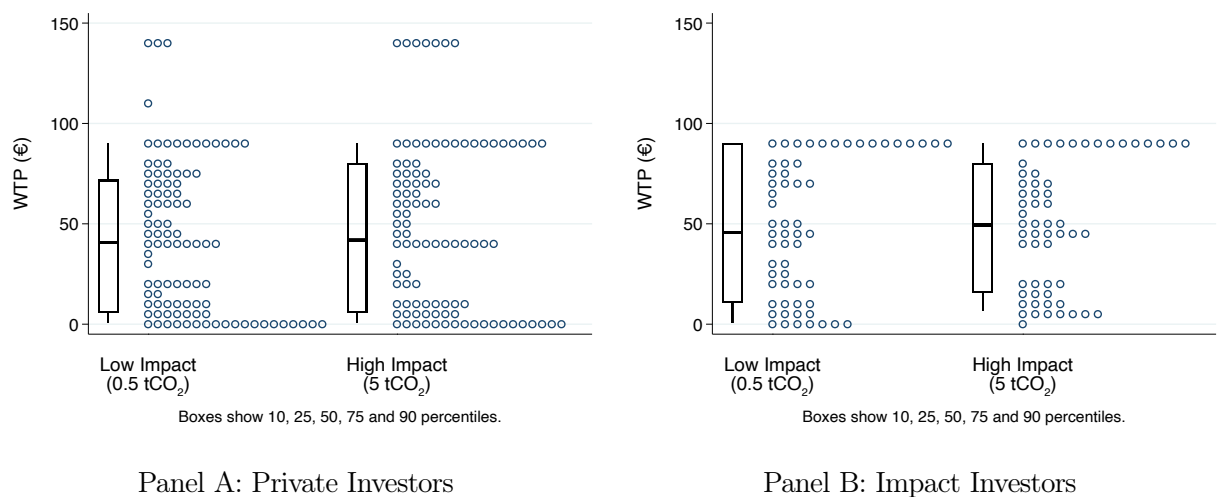 150
100
50
0
WTP (€)
Low Impact
(0.5 tCO₂)
High Impact
(5 tCO₂)
Boxes show 10, 25, 50, 75 and 90 percentiles.
Panel A: Private Investors
150
100
50
0
WTP (€)
Low Impact
(0.5 tCO₂)
High Impact
(5 tCO₂)
Boxes show 10, 25, 50, 75 and 90 percentiles.
Panel B: Impact Investors